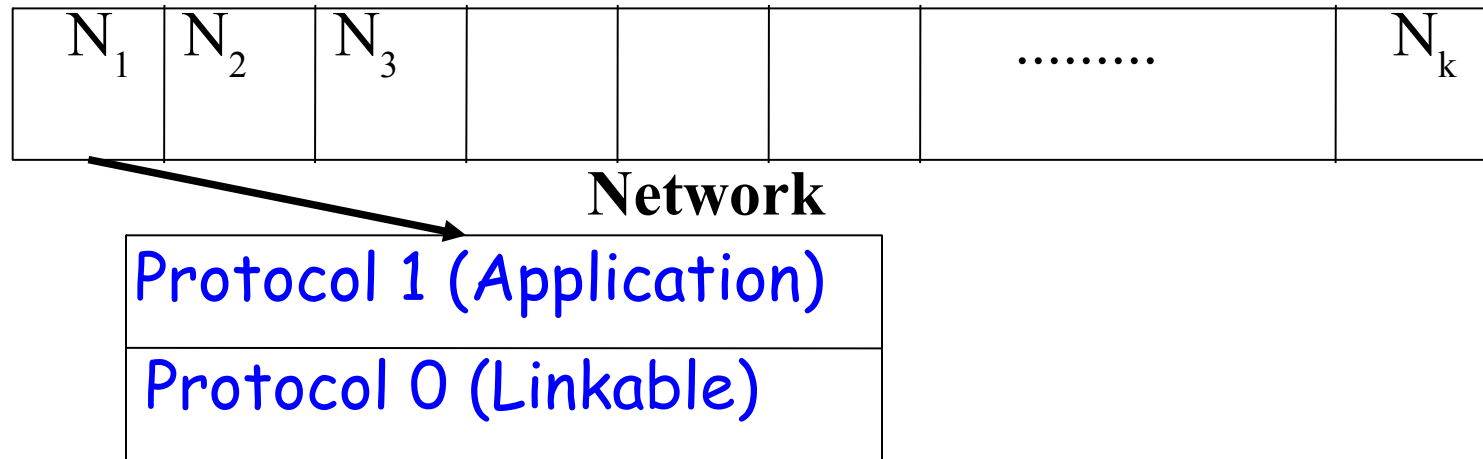 N₁ N₂ N₃ ......... Nₖ
Network
Protocol 1 (Application)
Protocol 0 (Linkable)